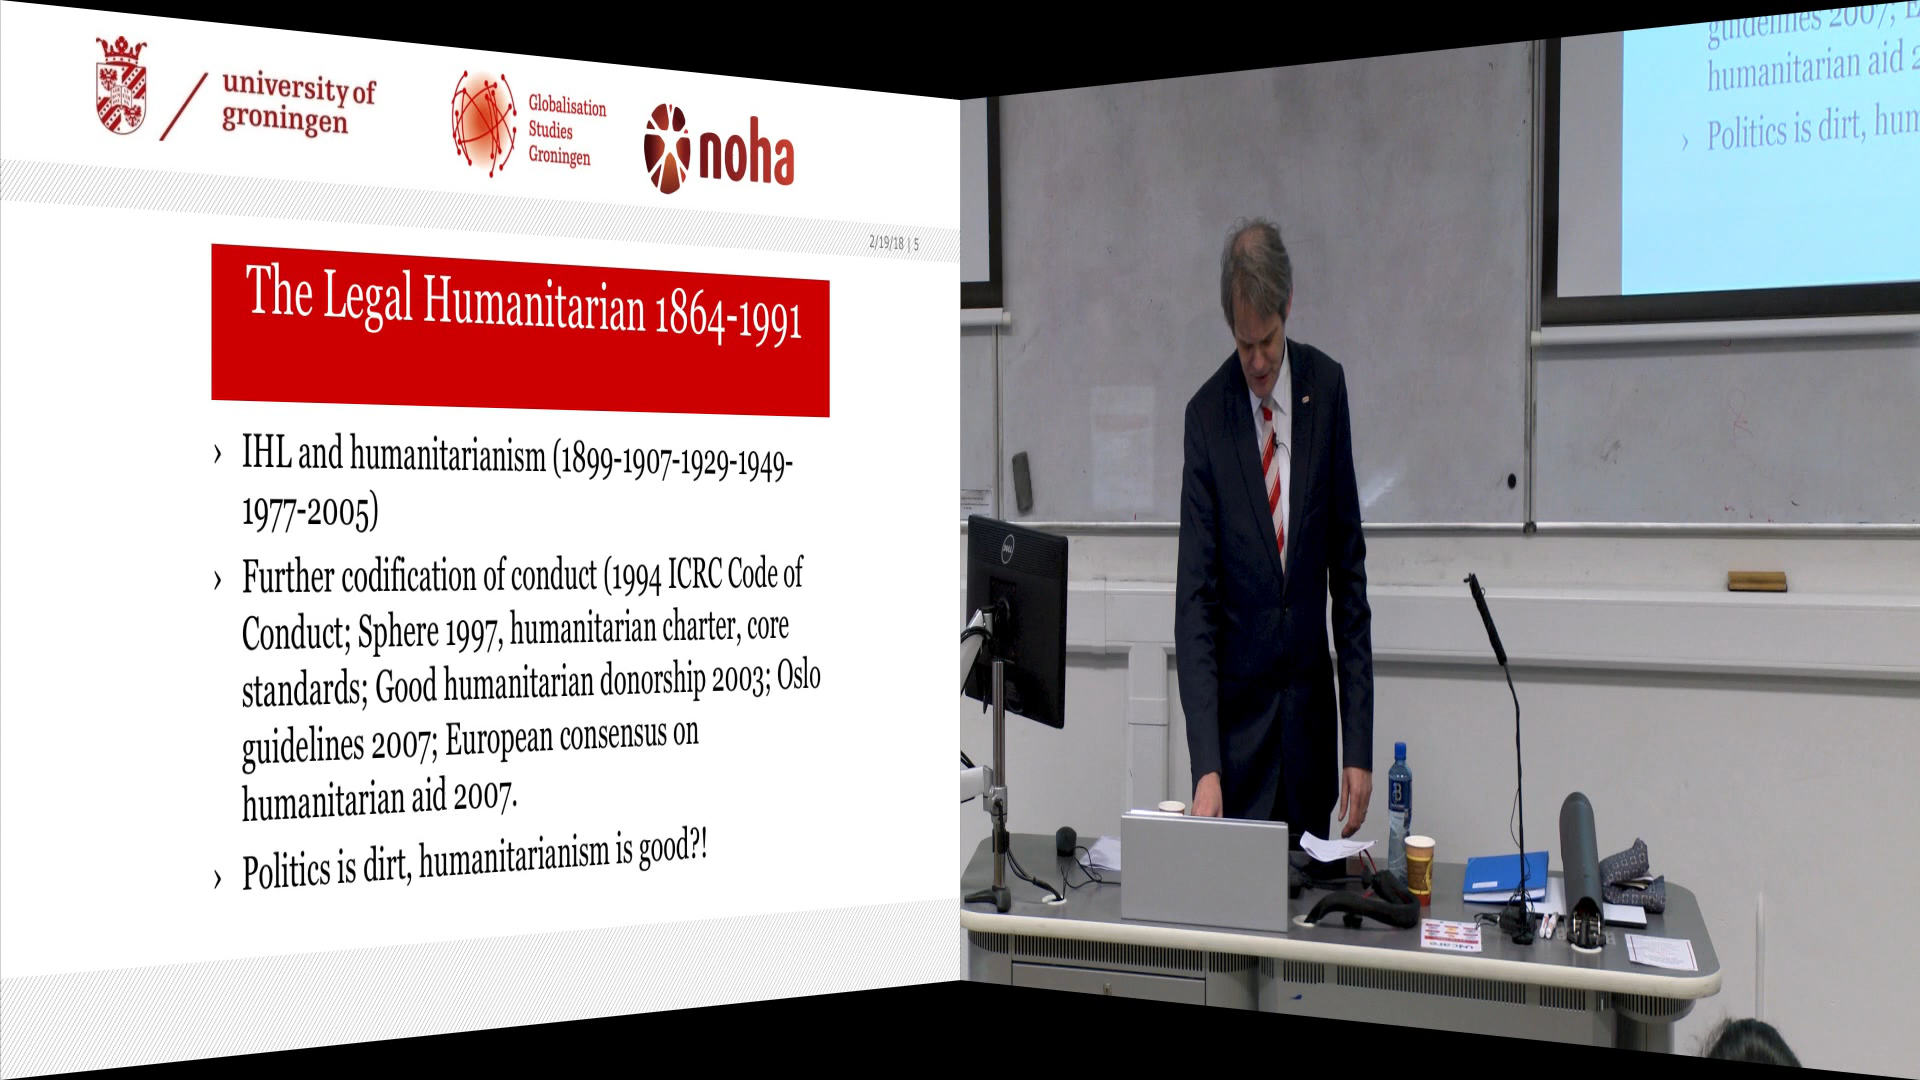 university of
groningen
Globalisation
Studies
Groningen
noha
2/19/18 | 5
The Legal Humanitarian 1864-1991
› IHL and humanitarianism (1899-1907-1929-1949-
1977-2005)
› Further codification of conduct (1994 ICRC Code of
Conduct; Sphere 1997, humanitarian charter, core
standards; Good humanitarian donorship 2003; Oslo
guidelines 2007; European consensus on
humanitarian aid 2007.
› Politics is dirt, humanitarianism is good?!
guidelines 2007; E
humanitarian aid 2
› Politics is dirt, hum
DELL